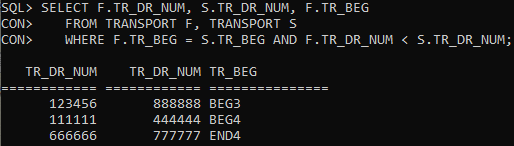 SQL> SELECT F.TR_DR_NUM, S.TR_DR_NUM, F.TR_BEG
CON>    FROM TRANSPORT F, TRANSPORT S
CON>    WHERE F.TR_BEG = S.TR_BEG AND F.TR_DR_NUM < S.TR_DR_NUM;
TR_DR_NUM    TR_DR_NUM TR_BEG
============ ============ ===============
123456       888888 BEG3
111111       444444 BEG4
666666       777777 END4